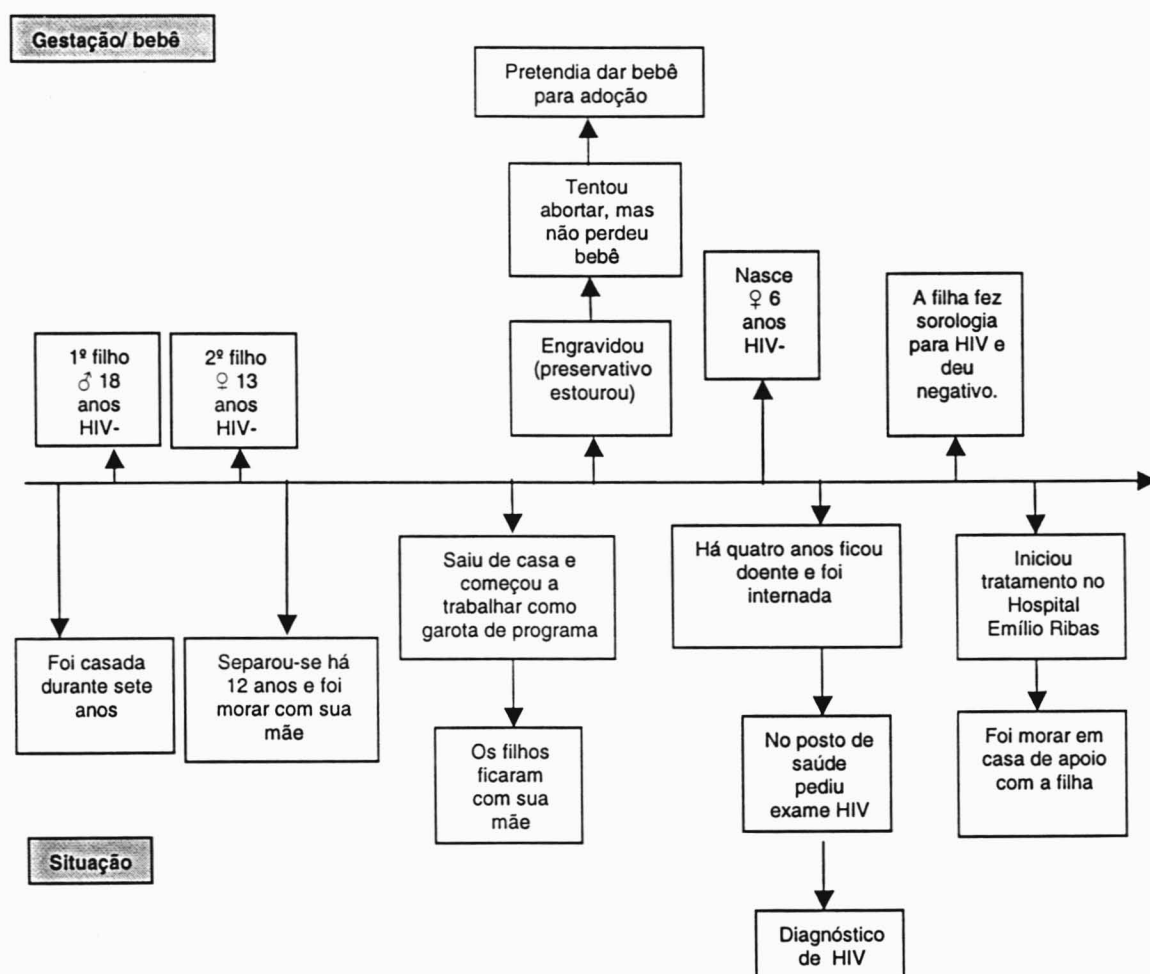 Gestação/ bebê
Pretendia dar bebê
para adoção
Tentou
abortar, mas
não perdeu
bebê
Engravidou
(preservativo
estourou)
Nasce
♀ 6
anos
HIV-
A filha fez
sorologia
para HIV e
deu
negativo.
1º filho
♂ 18
anos
HIV-
2º filho
♀ 13
anos
HIV-
Foi casada
durante sete
anos
Separou-se há
12 anos e foi
morar com sua
mãe
Saiu de casa e
começou a
trabalhar como
garota de programa
Os filhos
ficaram
com sua
mãe
Há quatro anos ficou
doente e foi
internada
No posto de
saúde
pediu
exame HIV
Diagnóstico
de HIV
Iniciou
tratamento no
Hospital
Emílio Ribas
Foi morar em
casa de apoio
com a filha
Situação